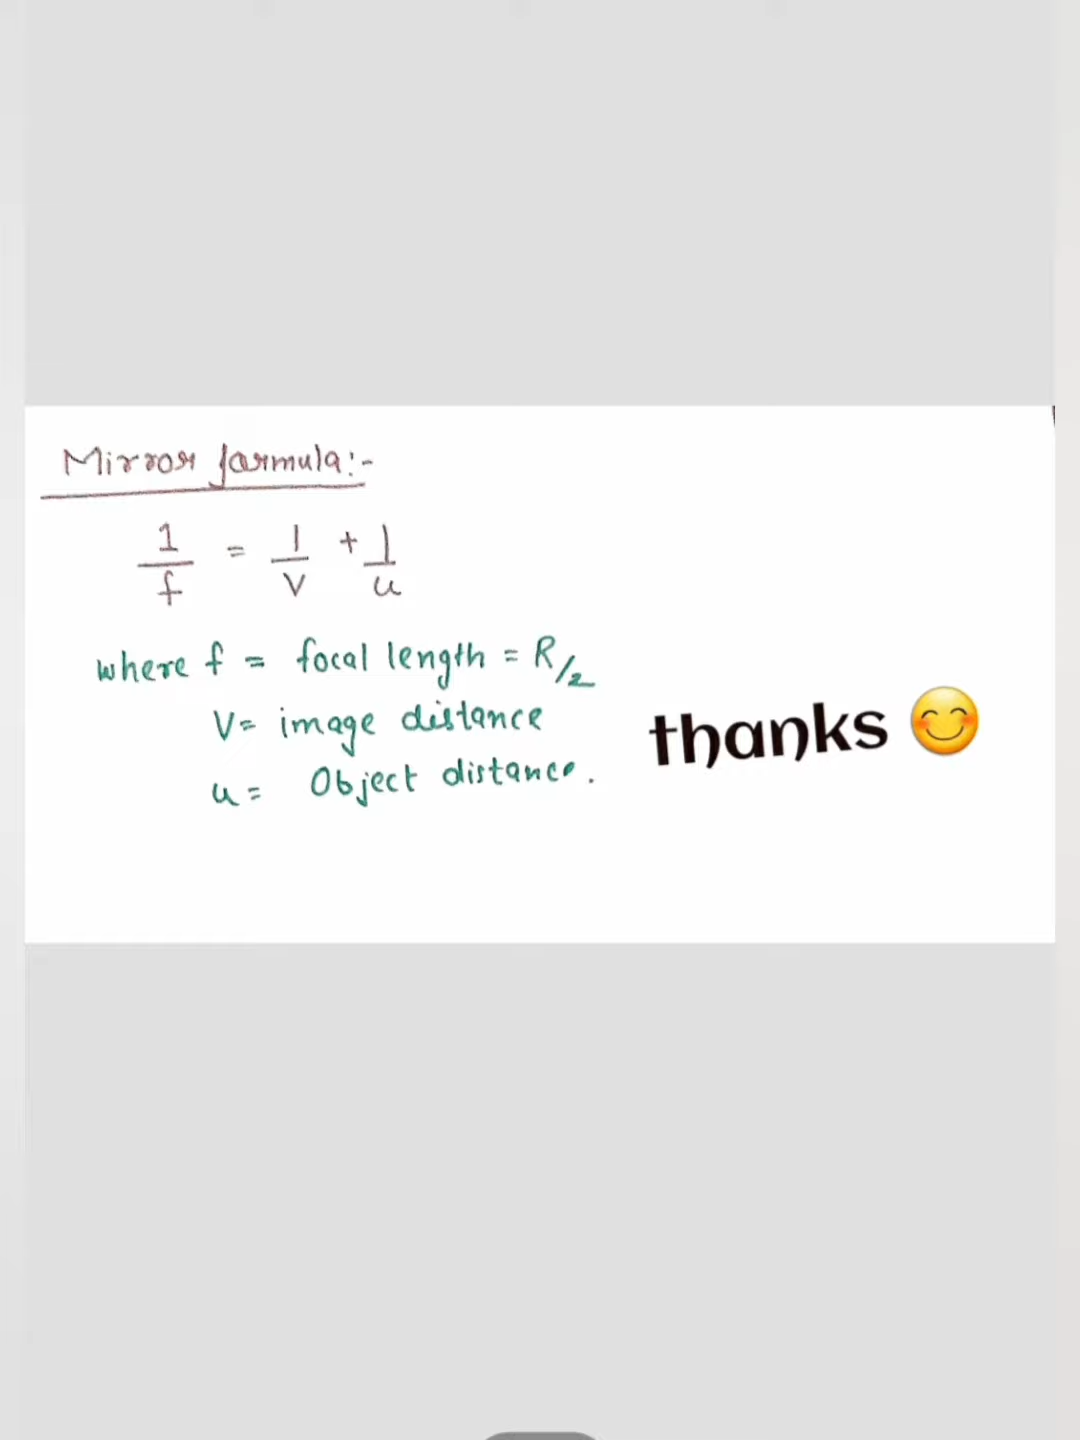 Mirror formula:-
1/f = 1/v + 1/u
where f = focal length = R/2
V= image distance
u= Object distance.
thanks 😊